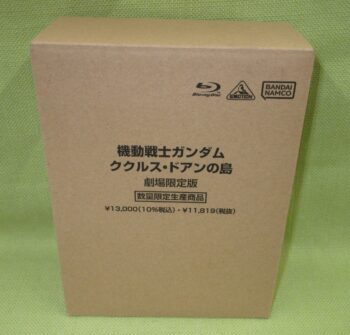 Blu-ray Disc
EMOTION
BANDAI
NAMCO
機動戦士ガンダム
ククルス・ドアンの島
劇場限定版
数量限定生産商品
¥13,000(10%税込)・¥11,819(税抜)